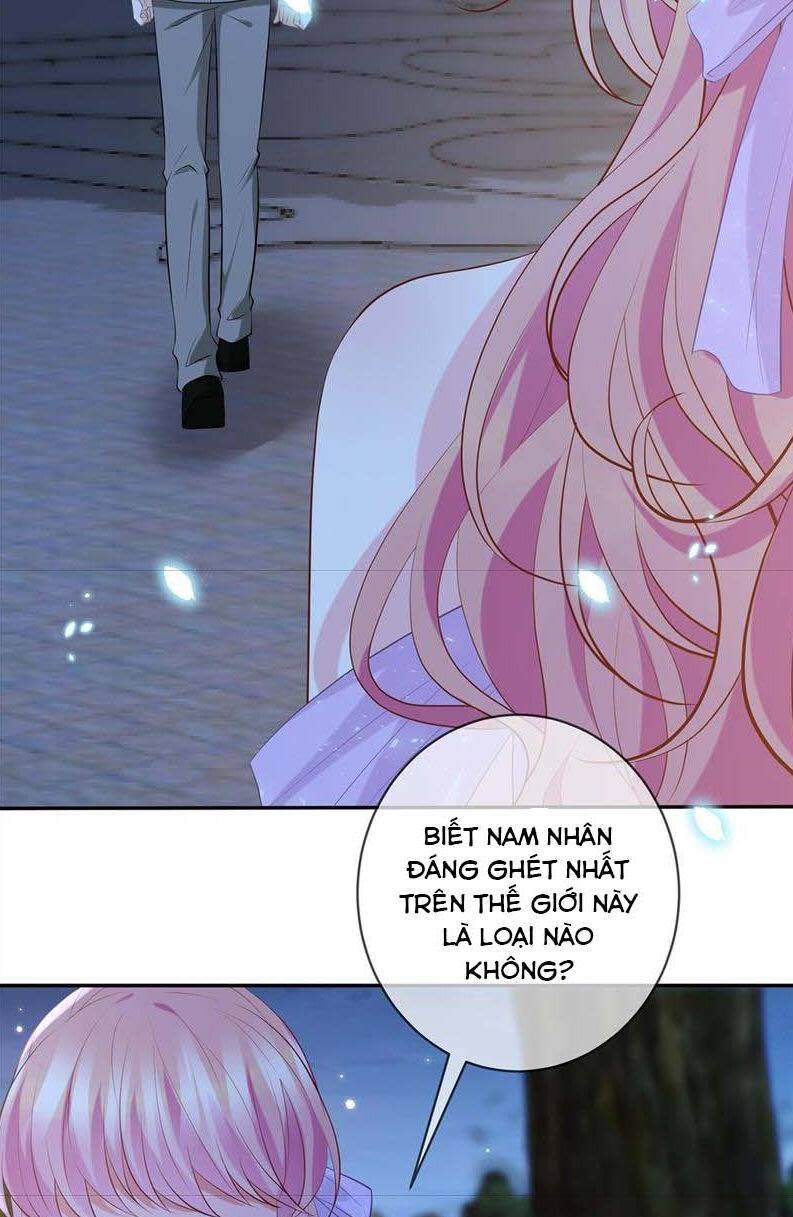 BIẾT NAM NHÂN
ĐÁNG GHÉT NHẤT
TRÊN THẾ GIỚI NÀY
LÀ LOẠI NÀO
KHÔNG?